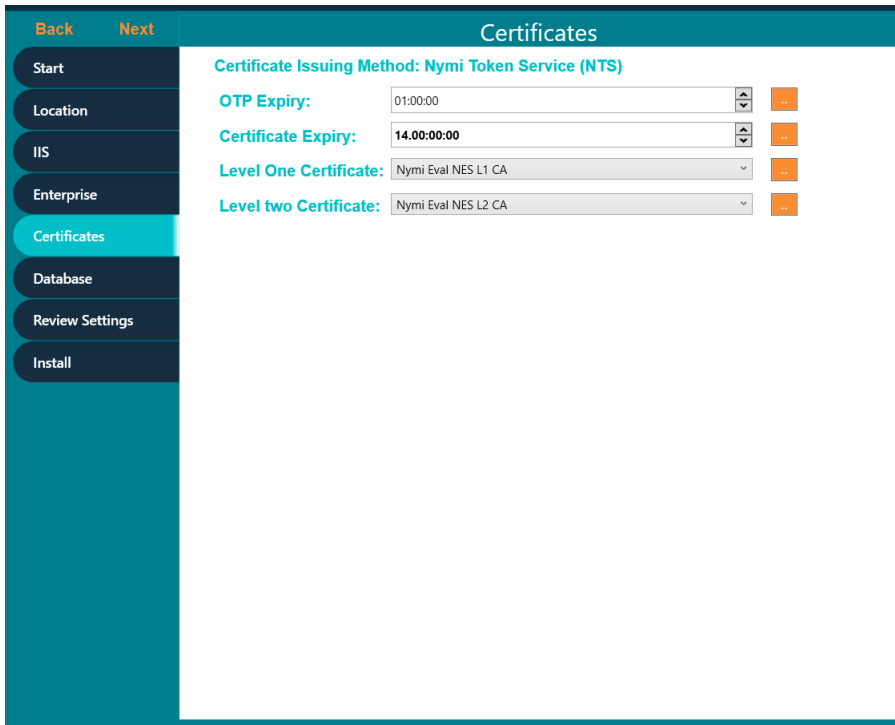 Back Next
Certificates
Start
Location
IIS
Enterprise
Certificates
Database
Review Settings
Install
Certificate Issuing Method: Nymi Token Service (NTS)
OTP Expiry: 01:00:00 ..
Certificate Expiry: 14.00:00:00 ..
Level One Certificate: Nymi Eval NES L1 CA ..
Level two Certificate: Nymi Eval NES L2 CA ..